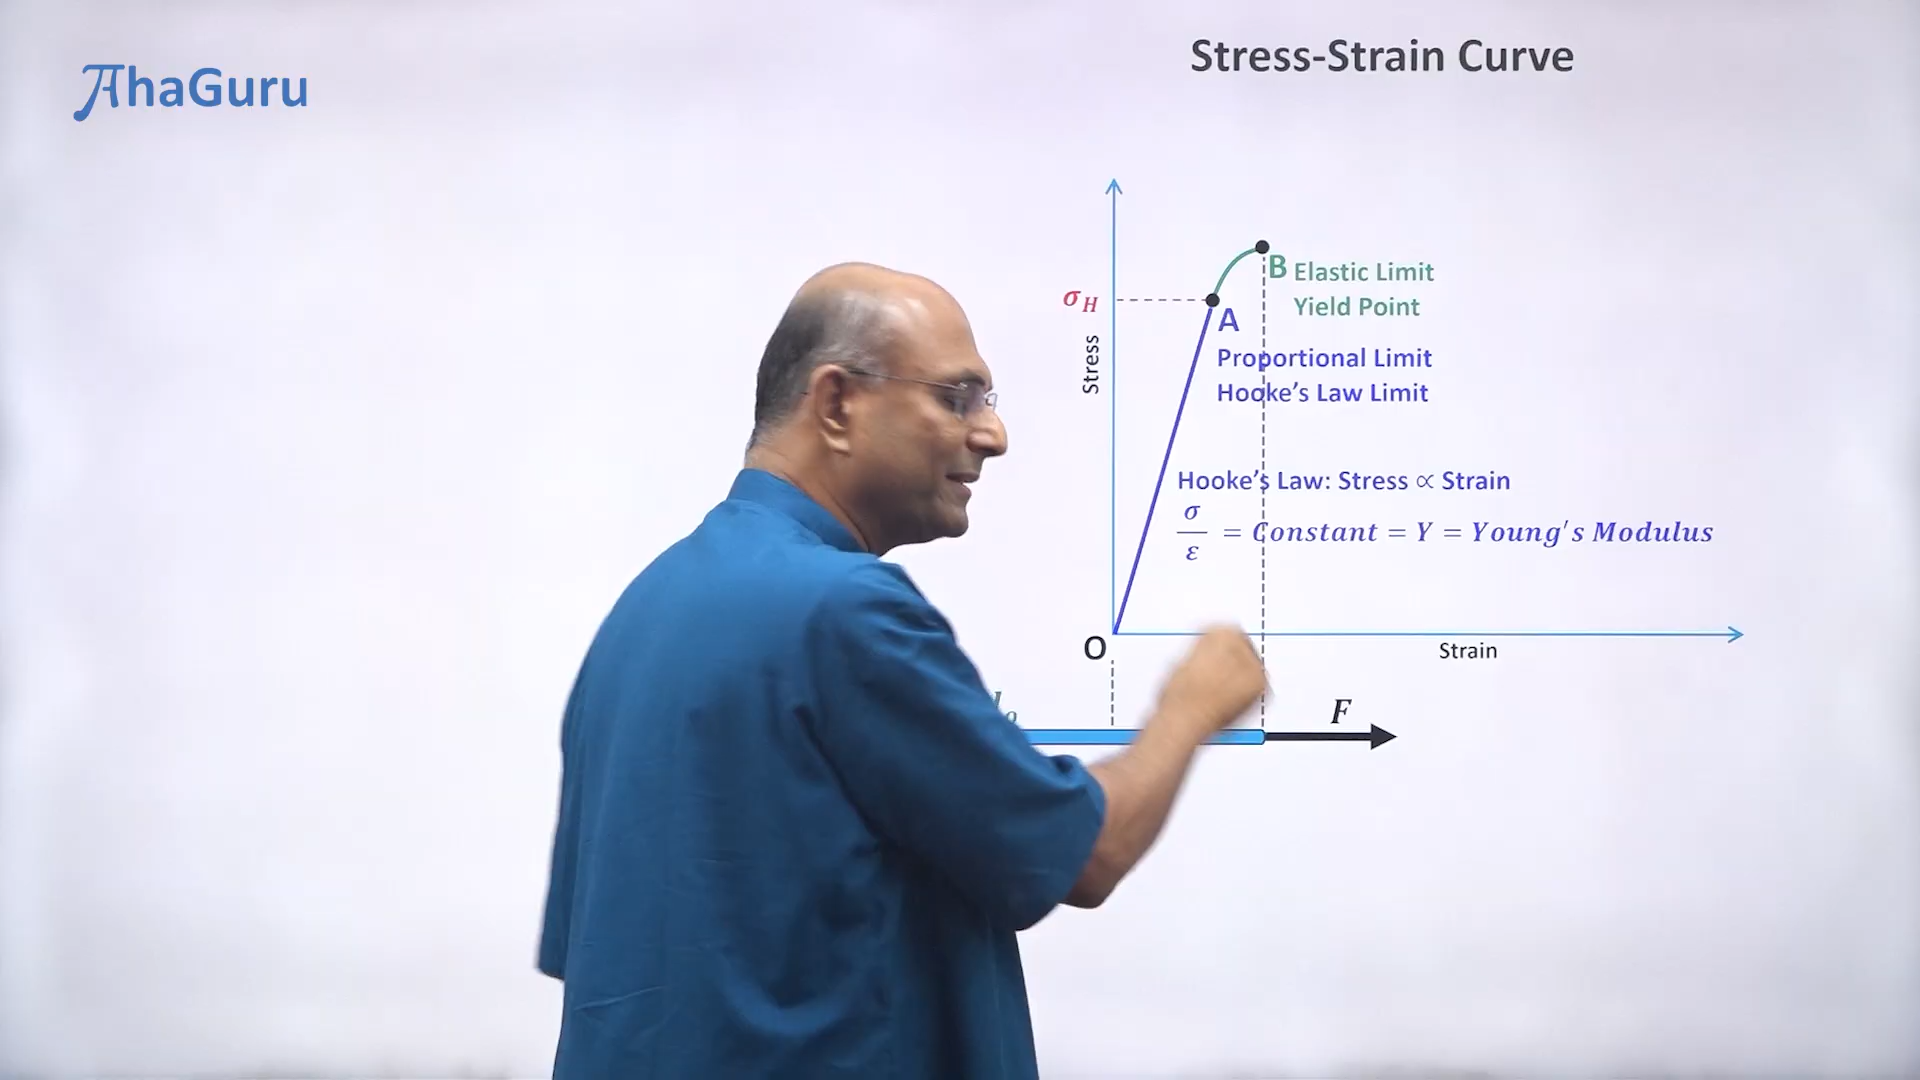 AhaGuru
Stress-Strain Curve
B Elastic Limit
Yield Point
σ_H
A
Proportional Limit
Hooke's Law Limit
Stress
Hooke's Law: Stress ∝ Strain
σ/ε = Constant = Y = Young's Modulus
O
Strain
F